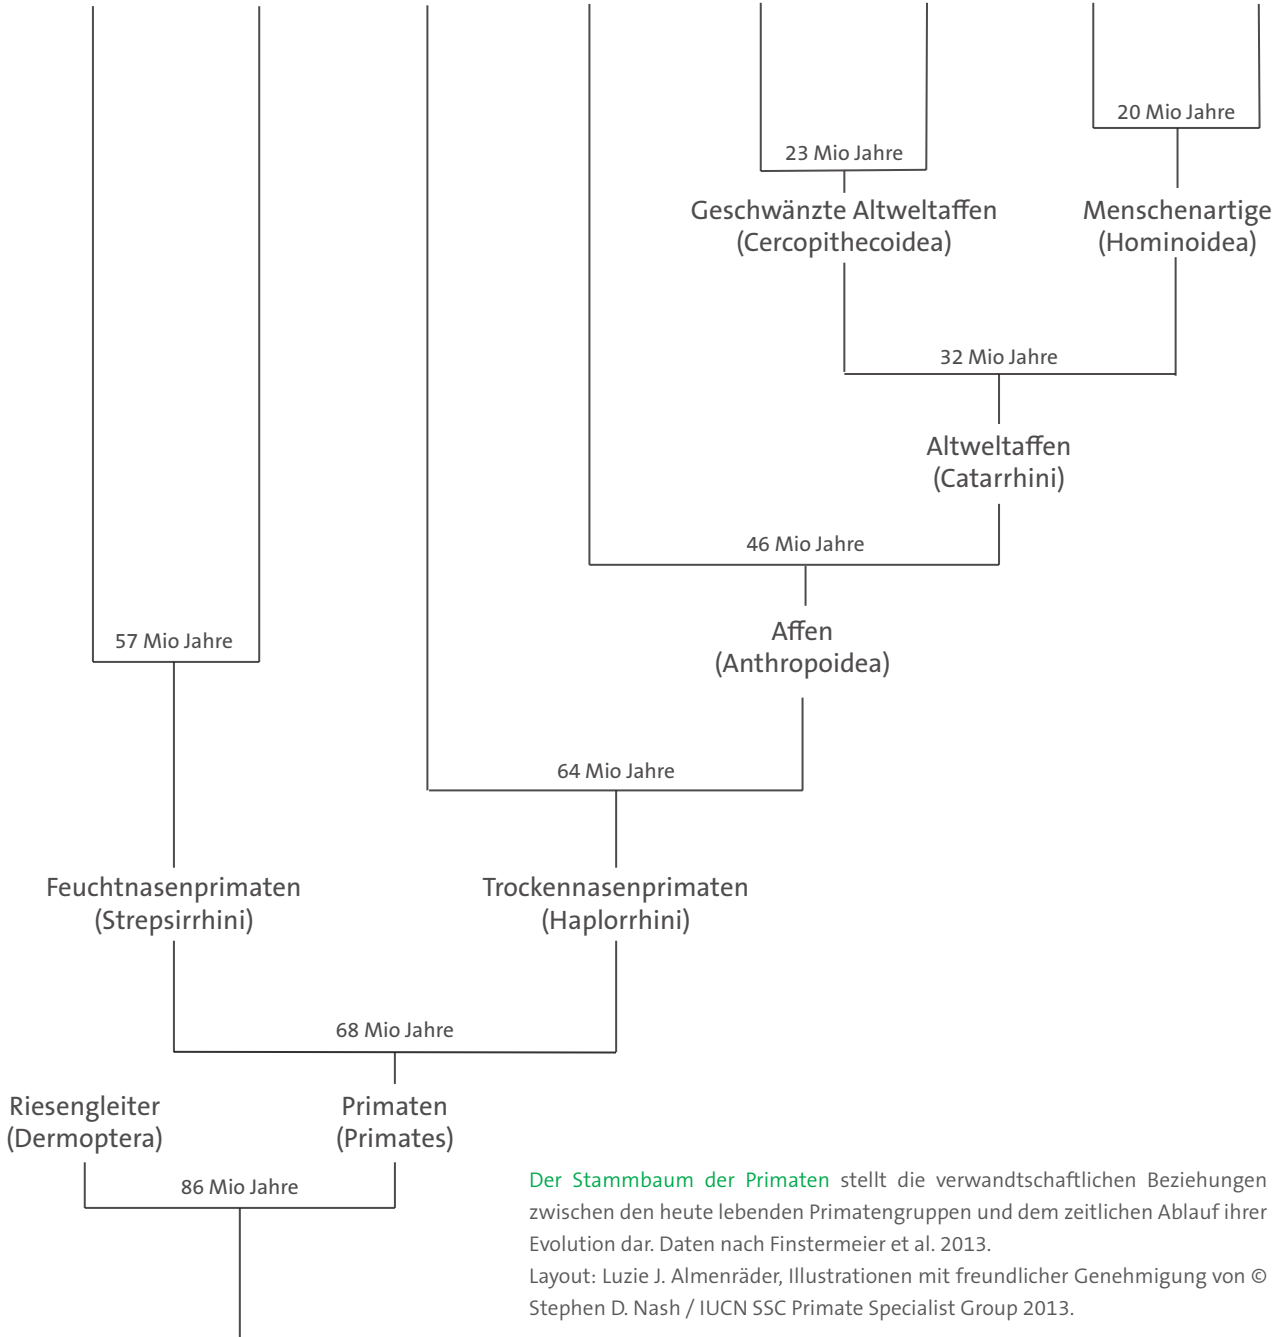 20 Mio Jahre
23 Mio Jahre
Geschwänzte Altweltaffen
(Cercopithecoidea)
Menschenartige
(Hominoidea)
32 Mio Jahre
Altweltaffen
(Catarrhini)
46 Mio Jahre
Affen
(Anthropoidea)
57 Mio Jahre
64 Mio Jahre
Feuchtnasenprimaten
(Strepsirrhini)
Trockennasenprimaten
(Haplorrhini)
68 Mio Jahre
Riesengleiter
(Dermoptera)
Primaten
(Primates)
86 Mio Jahre
Der Stammbaum der Primaten stellt die verwandtschaftlichen Beziehungen
zwischen den heute lebenden Primatengruppen und dem zeitlichen Ablauf ihrer
Evolution dar. Daten nach Finstermeier et al. 2013.
Layout: Luzie J. Almenräder, Illustrationen mit freundlicher Genehmigung von ©
Stephen D. Nash / IUCN SSC Primate Specialist Group 2013.